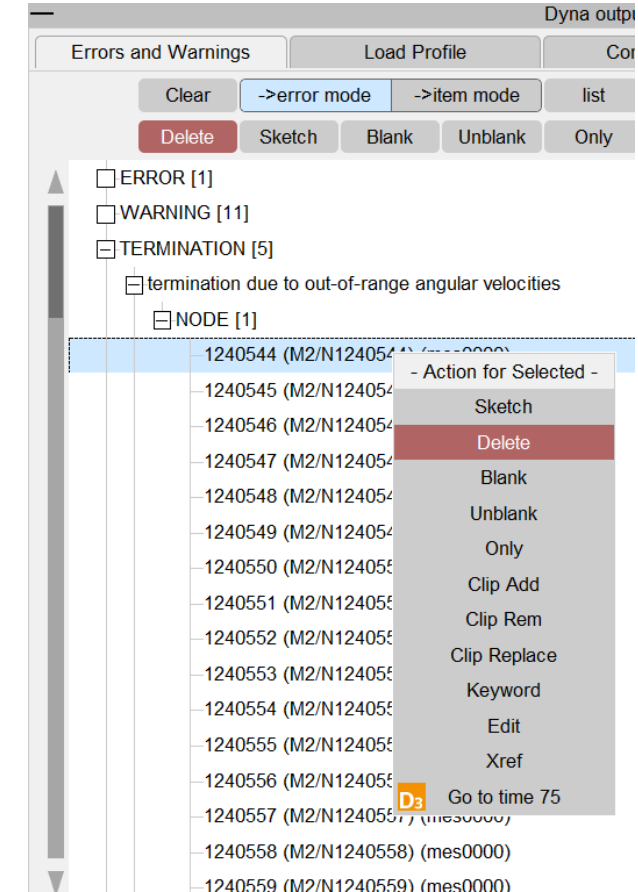 Dyna outpu
Errors and Warnings Load Profile Con
Clear ->error mode ->item mode list
Delete Sketch Blank Unblank Only
ERROR [1]
WARNING [11]
TERMINATION [5]
termination due to out-of-range angular velocities
NODE [1]
1240544 (M2/N1240544) (mes0000)
- Action for Selected -
1240545 (M2/N124054
Sketch
1240546 (M2/N124054
Delete
1240547 (M2/N124054
Blank
1240548 (M2/N124054
Unblank
1240549 (M2/N124054
Only
1240550 (M2/N124055
Clip Add
1240551 (M2/N124055
Clip Rem
1240552 (M2/N124055
Clip Replace
1240553 (M2/N124055
Keyword
1240554 (M2/N124055
Edit
1240555 (M2/N124055
Xref
1240556 (M2/N124055
D3 Go to time 75
1240557 (M2/N1240557) (mes0000)
1240558 (M2/N1240558) (mes0000)
1240559 (M2/N1240559) (mes0000)